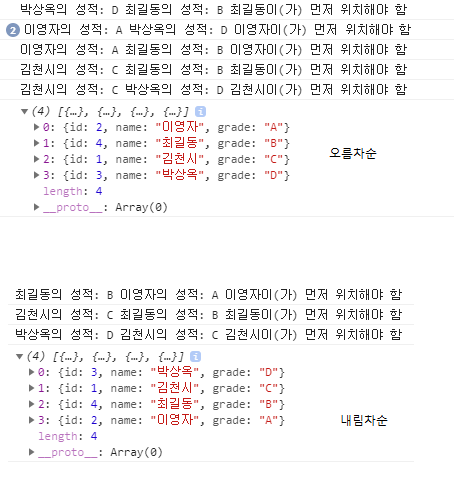 박상옥의 성적: D 최길동의 성적: B 최길동이(가) 먼저 위치해야 함
2 이영자의 성적: A 박상옥의 성적: D 이영자이(가) 먼저 위치해야 함
이영자의 성적: A 최길동의 성적: B 이영자이(가) 먼저 위치해야 함
김천시의 성적: C 최길동의 성적: B 최길동이(가) 먼저 위치해야 함
김천시의 성적: C 박상옥의 성적: D 김천시이(가) 먼저 위치해야 함
▼(4) [{…}, {…}, {…}, {…}] i
▶0: {id: 2, name: "이영자", grade: "A"}
▶1: {id: 4, name: "최길동", grade: "B"}
▶2: {id: 1, name: "김천시", grade: "C"}
▶3: {id: 3, name: "박상옥", grade: "D"}
오름차순
length: 4
▶__proto__: Array(0)
최길동의 성적: B 이영자의 성적: A 이영자이(가) 먼저 위치해야 함
김천시의 성적: C 최길동의 성적: B 최길동이(가) 먼저 위치해야 함
박상옥의 성적: D 김천시의 성적: C 김천시이(가) 먼저 위치해야 함
▼(4) [{…}, {…}, {…}, {…}] i
▶0: {id: 3, name: "박상옥", grade: "D"}
▶1: {id: 1, name: "김천시", grade: "C"}
▶2: {id: 4, name: "최길동", grade: "B"}
▶3: {id: 2, name: "이영자", grade: "A"}
내림차순
length: 4
▶__proto__: Array(0)